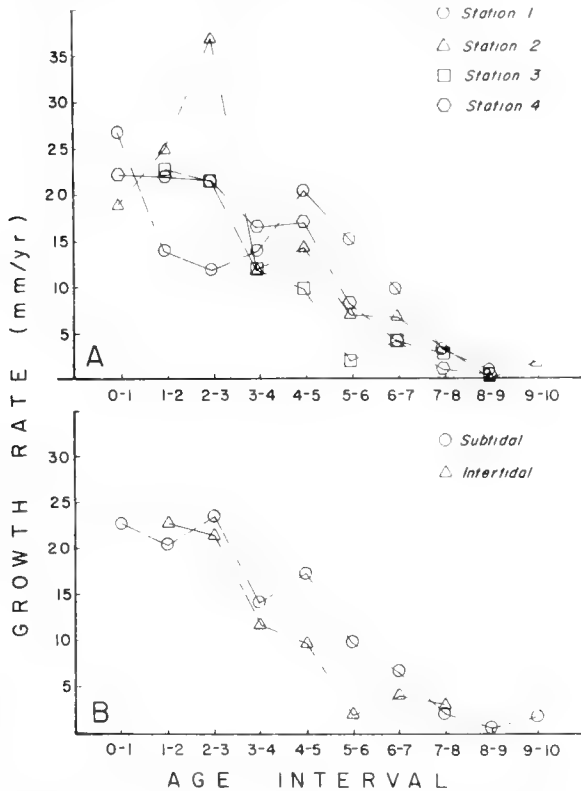 Station 1
Station 2
Station 3
Station 4
35
30
25
20
15
10
5
A
0-1 1-2 2-3 3-4 4-5 5-6 6-7 7-8 8-9 9-10
GROWTH RATE (mm/yr)
Subtidal
Intertidal
30
25
20
15
10
5
B
0-1 1-2 2-3 3-4 4-5 5-6 6-7 7-8 8-9 9-10
AGE INTERVAL